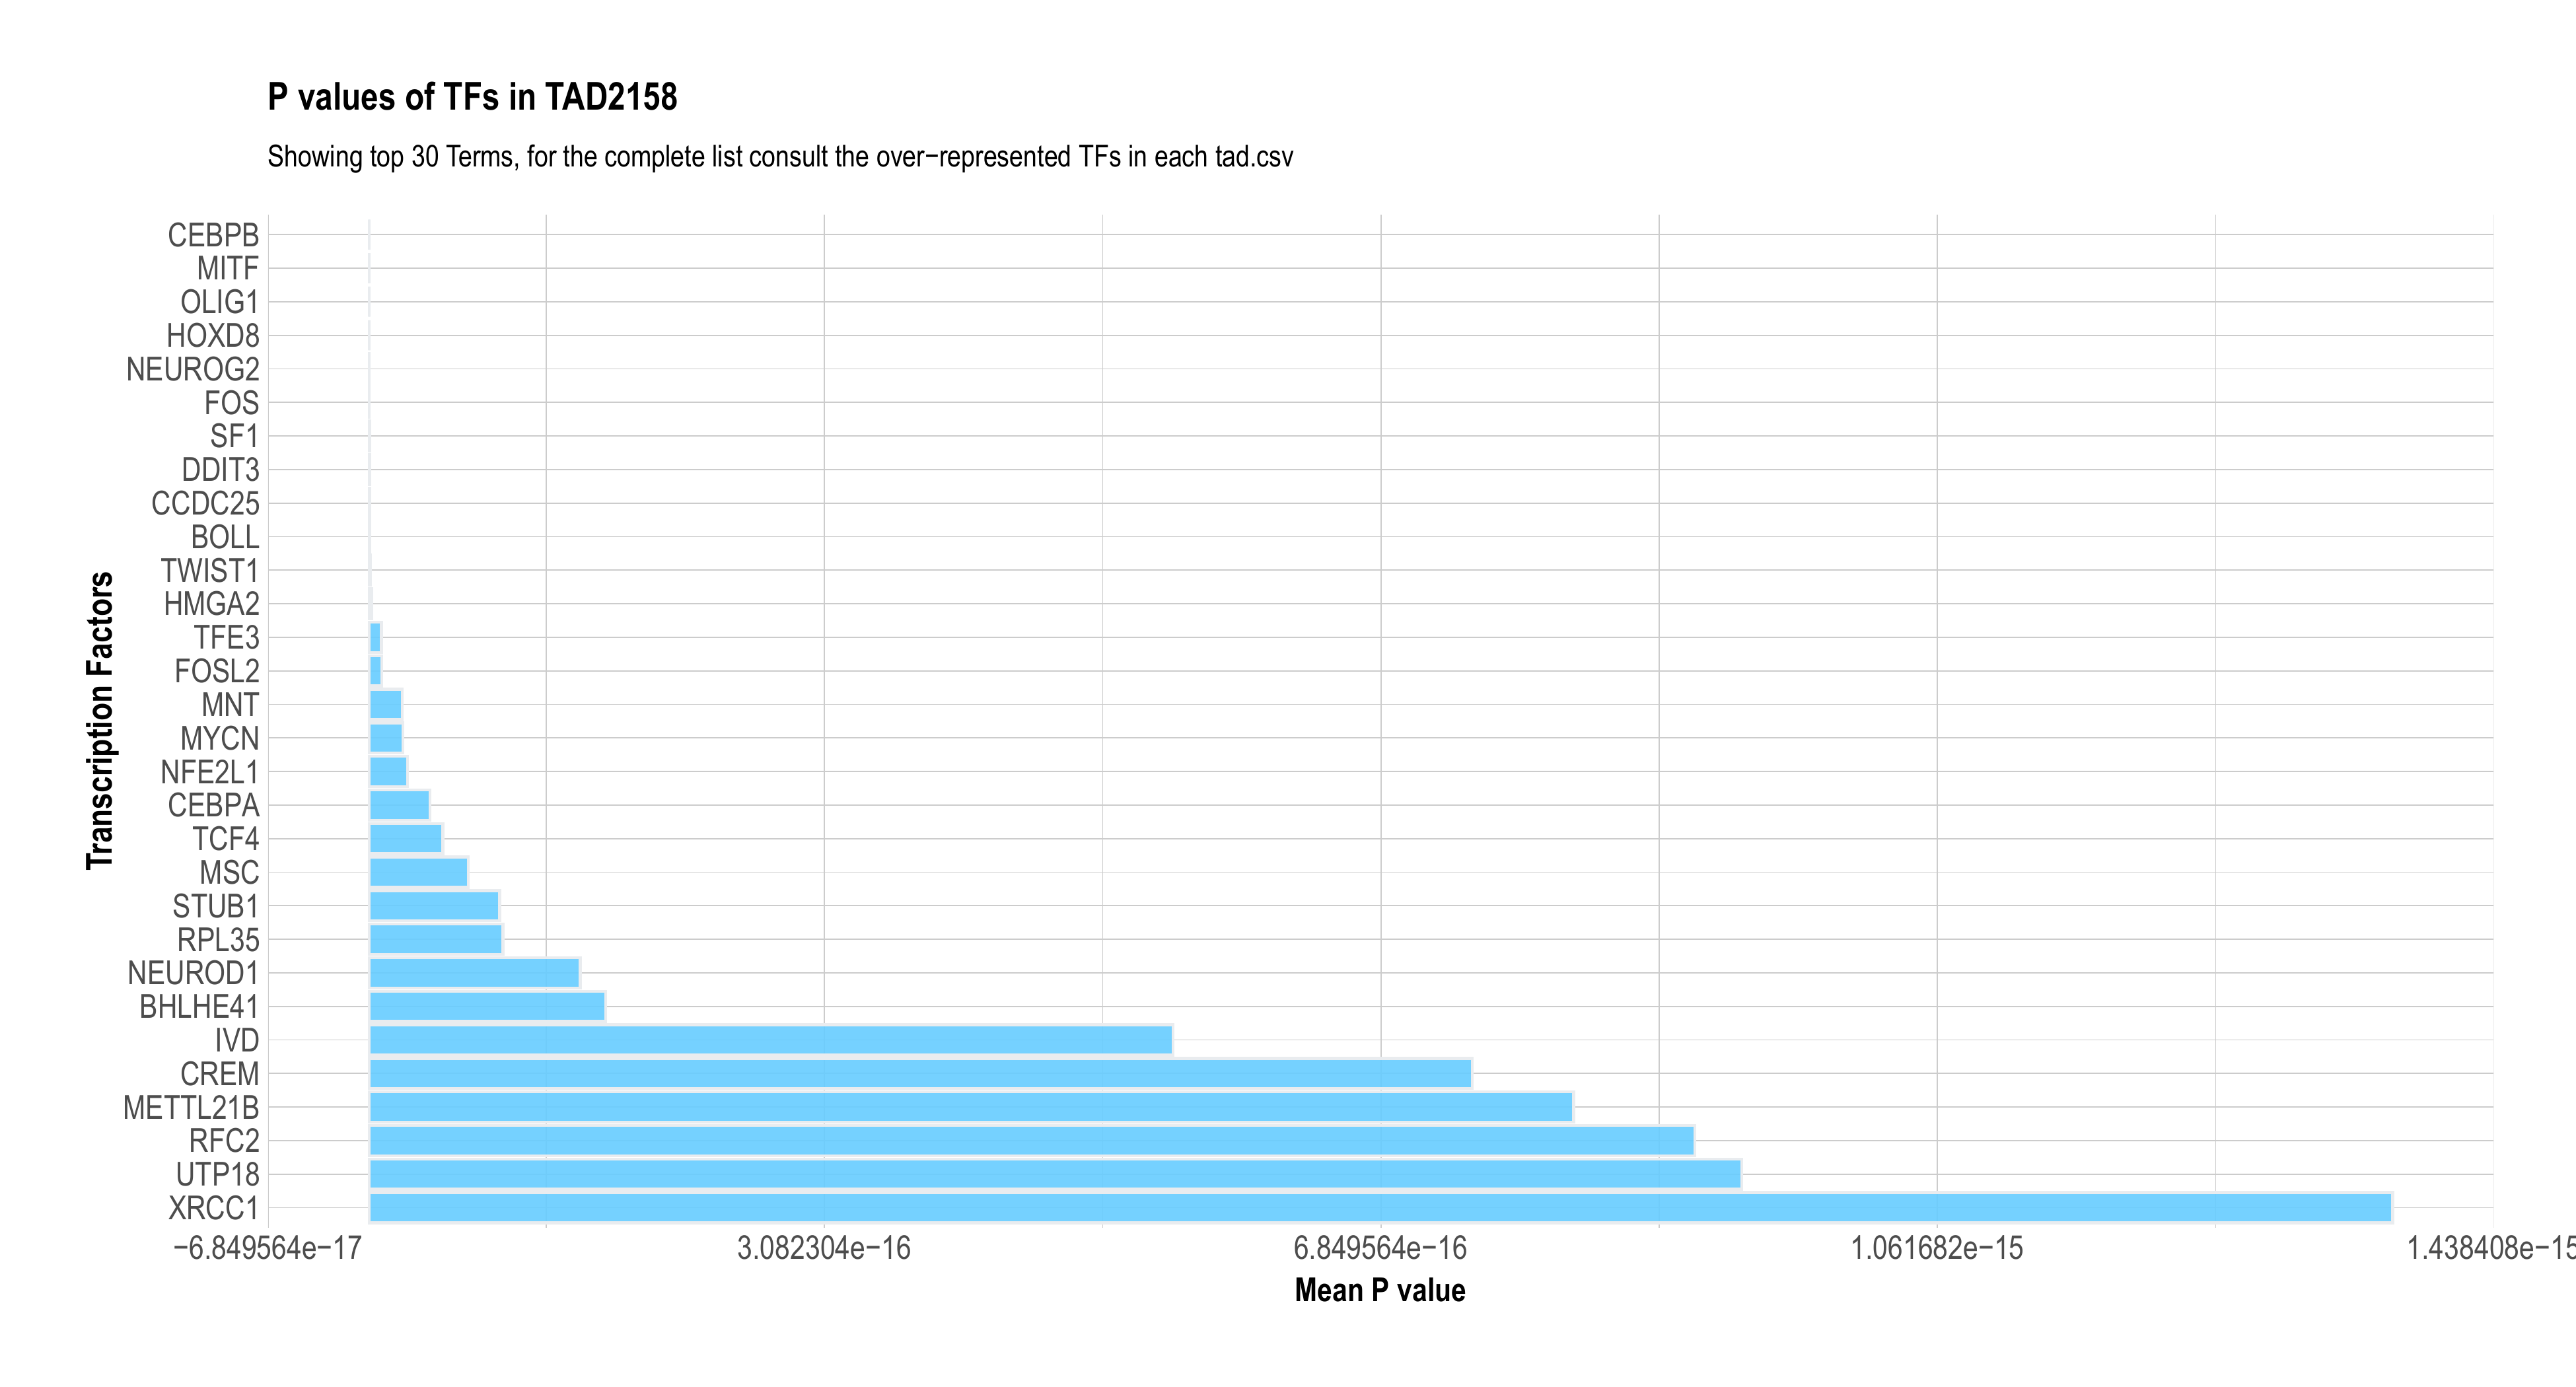 P values of TFs in TAD2158
Showing top 30 Terms, for the complete list consult the over−represented TFs in each tad.csv
Transcription Factors
CEBPB
MITF
OLIG1
HOXD8
NEUROG2
FOS
SF1
DDIT3
CCDC25
BOLL
TWIST1
HMGA2
TFE3
FOSL2
MNT
MYCN
NFE2L1
CEBPA
TCF4
MSC
STUB1
RPL35
NEUROD1
BHLHE41
IVD
CREM
METTL21B
RFC2
UTP18
XRCC1
−6.849564e−17 3.082304e−16 6.849564e−16 1.061682e−15 1.438408e−15
Mean P value